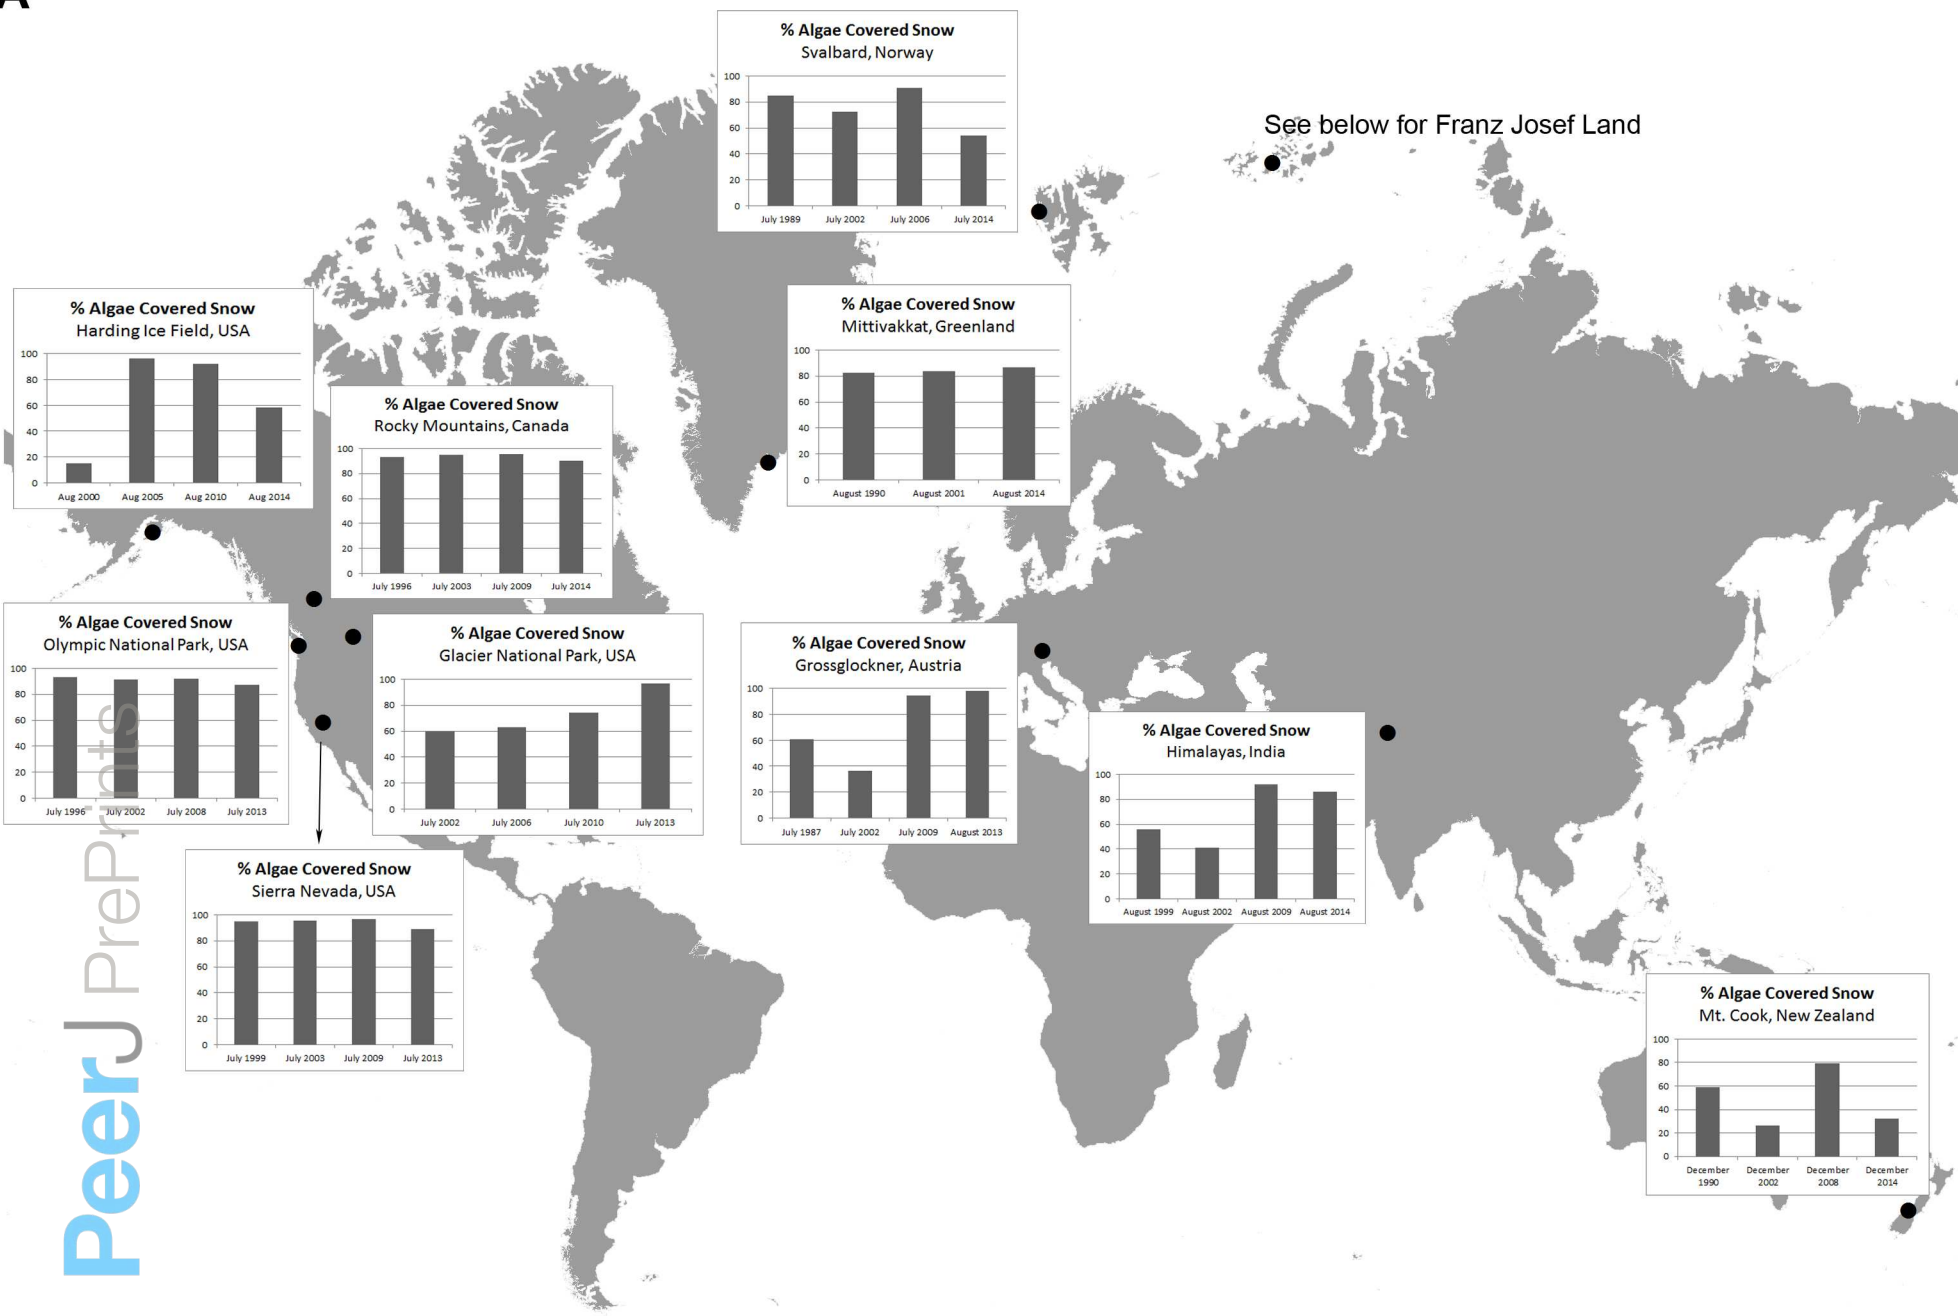 A
% Algae Covered Snow
Svalbard, Norway
100
80
60
40
20
0
July 1989 July 2002 July 2006 July 2014
See below for Franz Josef Land
% Algae Covered Snow
Harding Ice Field, USA
100
80
60
40
20
0
Aug 2000 Aug 2005 Aug 2010 Aug 2014
% Algae Covered Snow
Mittivakkat, Greenland
100
80
60
40
20
0
August 1990 August 2001 August 2014
% Algae Covered Snow
Rocky Mountains, Canada
100
80
60
40
20
0
July 1996 July 2003 July 2009 July 2014
% Algae Covered Snow
Olympic National Park, USA
100
80
60
40
20
0
July 1996 July 2002 July 2008 July 2013
% Algae Covered Snow
Glacier National Park, USA
100
80
60
40
20
0
July 2002 July 2006 July 2010 July 2013
% Algae Covered Snow
Grossglockner, Austria
100
80
60
40
20
0
July 1987 July 2002 July 2009 August 2013
% Algae Covered Snow
Himalayas, India
100
80
60
40
20
0
August 1999 August 2002 August 2009 August 2014
% Algae Covered Snow
Sierra Nevada, USA
100
80
60
40
20
0
July 1999 July 2003 July 2009 July 2013
% Algae Covered Snow
Mt. Cook, New Zealand
100
80
60
40
20
0
December December December December
1990 2002 2008 2014
PeerJ PrePrints